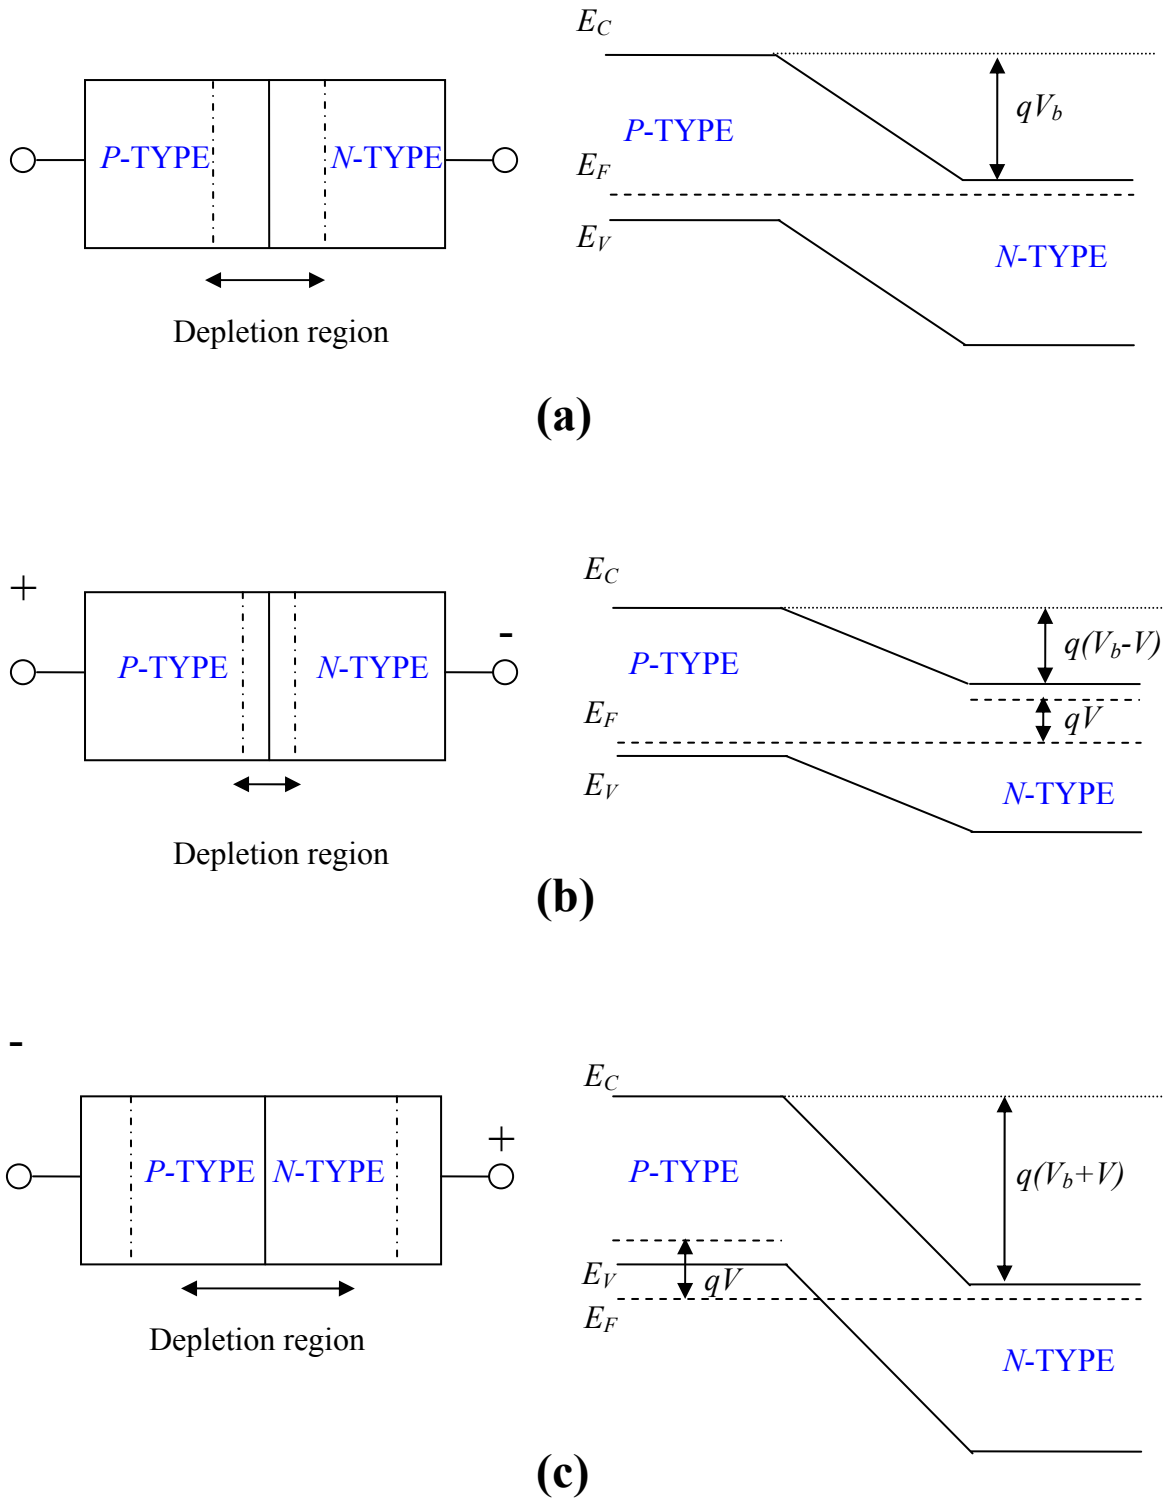 E_C
qV_b
P-TYPE
N-TYPE
P-TYPE
E_F
E_V
N-TYPE
Depletion region
(a)
+
-
E_C
q(V_b-V)
P-TYPE
N-TYPE
P-TYPE
E_F
qV
E_V
N-TYPE
Depletion region
(b)
-
+
E_C
P-TYPE
N-TYPE
P-TYPE
q(V_b+V)
E_V
qV
E_F
Depletion region
N-TYPE
(c)